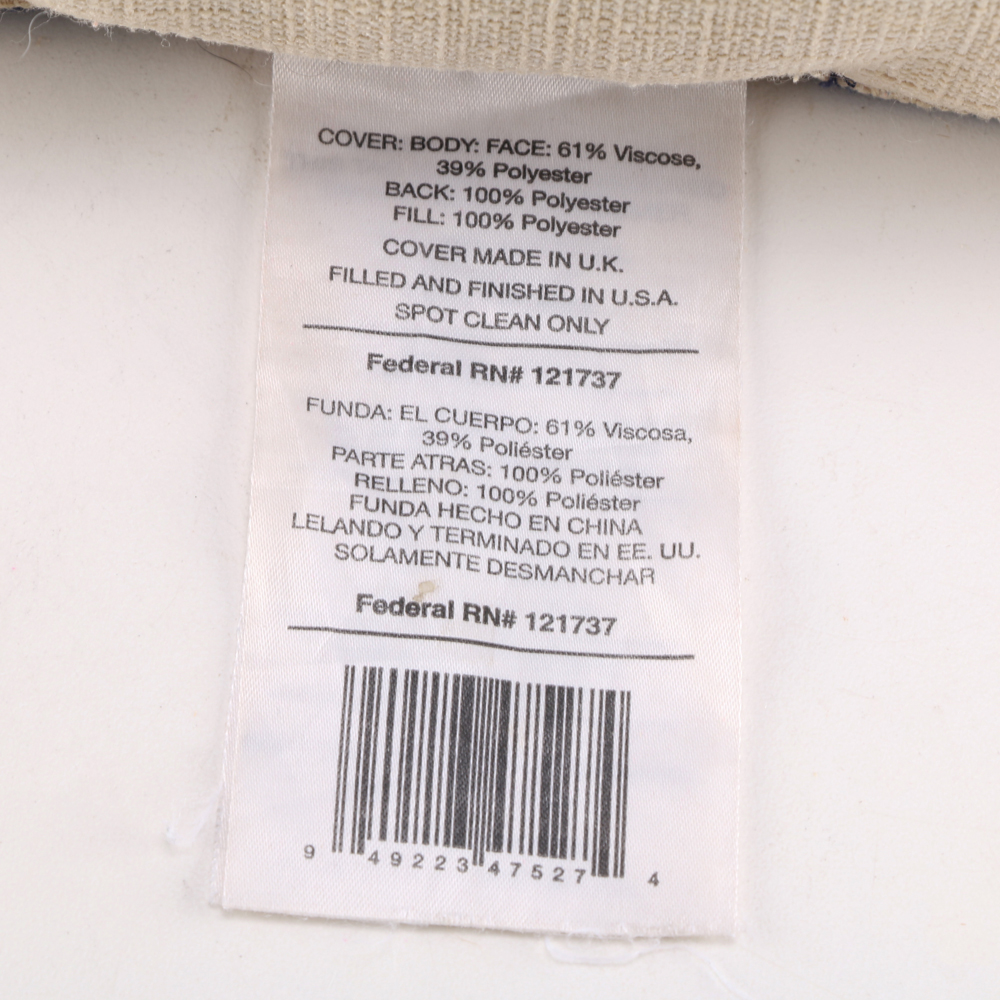 COVER: BODY: FACE: 61% Viscose,
39% Polyester
BACK: 100% Polyester
FILL: 100% Polyester
COVER MADE IN U.K.
FILLED AND FINISHED IN U.S.A.
SPOT CLEAN ONLY
Federal RN# 121737
FUNDA: EL CUERPO: 61% Viscosa,
39% Poliéster
PARTE ATRAS: 100% Poliéster
RELLENO: 100% Poliéster
FUNDA HECHO EN CHINA
LELANDO Y TERMINADO EN EE. UU.
SOLAMENTE DESMANCHAR
Federal RN# 121737
9 49223 47527 4